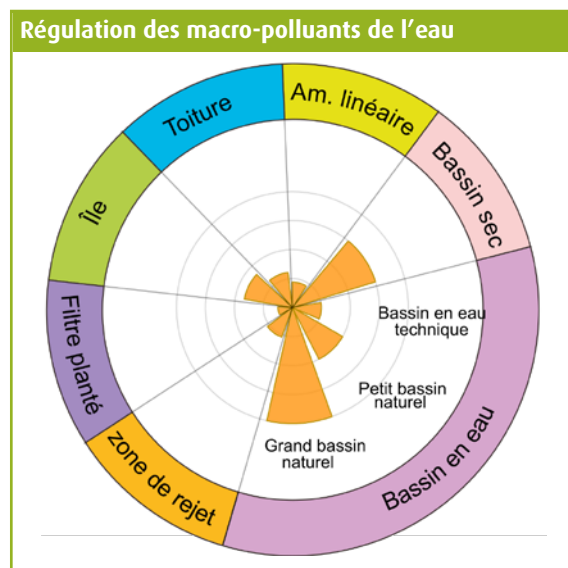 Régulation des macro-polluants de l'eau
Toiture
Am. linéaire
Bassin sec
Île
Filtre planté
zone de rejet
Bassin en eau
Bassin en eau
technique
Petit bassin
naturel
Grand bassin
naturel